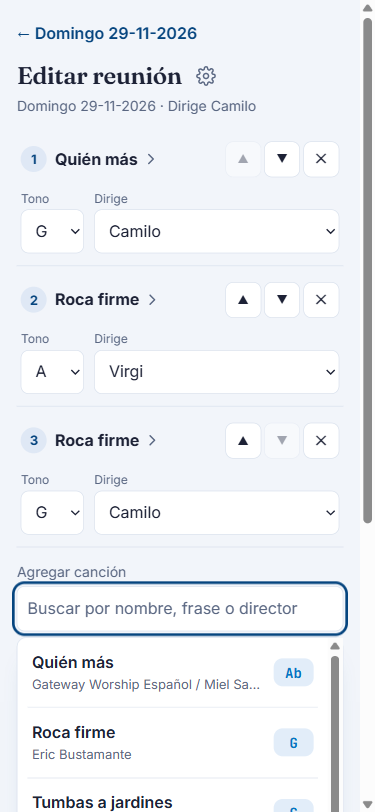 ← Domingo 29-11-2026
Editar reunión
Domingo 29-11-2026 · Dirige Camilo
1 Quién más
Tono Dirige
G Camilo
2 Roca firme
Tono Dirige
A Virgi
3 Roca firme
Tono Dirige
G Camilo
Agregar canción
Buscar por nombre, frase o director
Quién más
Ab
Gateway Worship Español / Miel Sa...
Roca firme
G
Eric Bustamante
Tumbas a jardines